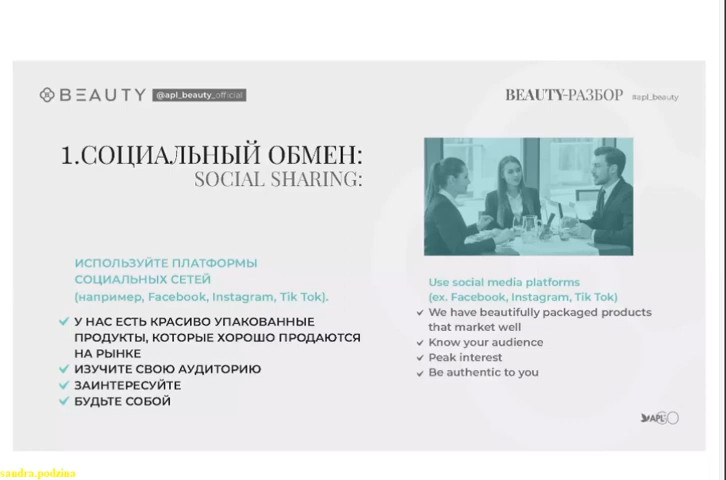 BEAUTY @apl_beauty_official
BEAUTY-РАЗБОР #apl_beauty
1.СОЦИАЛЬНЫЙ ОБМЕН:
SOCIAL SHARING:
ИСПОЛЬЗУЙТЕ ПЛАТФОРМЫ
СОЦИАЛЬНЫХ СЕТЕЙ
(например, Facebook, Instagram, Tik Tok).
У НАС ЕСТЬ КРАСИВО УПАКОВАННЫЕ
ПРОДУКТЫ, КОТОРЫЕ ХОРОШО ПРОДАЮТСЯ
НА РЫНКЕ
ИЗУЧИТЕ СВОЮ АУДИТОРИЮ
ЗАИНТЕРЕСУЙТЕ
БУДЬТЕ СОБОЙ
Use social media platforms
(ex. Facebook, Instagram, Tik Tok)
We have beautifully packaged products
that market well
Know your audience
Peak interest
Be authentic to you
APLGO
sandra.podzina